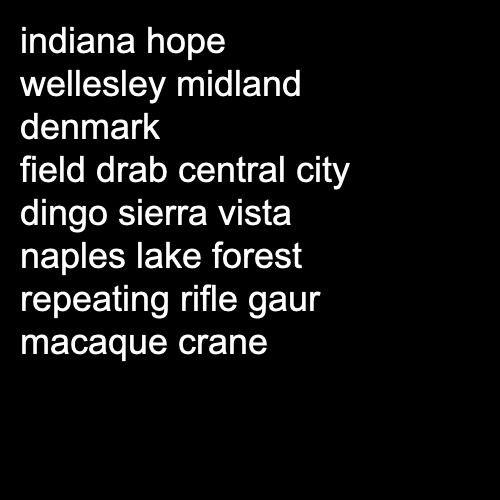 indiana hope
wellesley midland
denmark
field drab central city
dingo sierra vista
naples lake forest
repeating rifle gaur
macaque crane